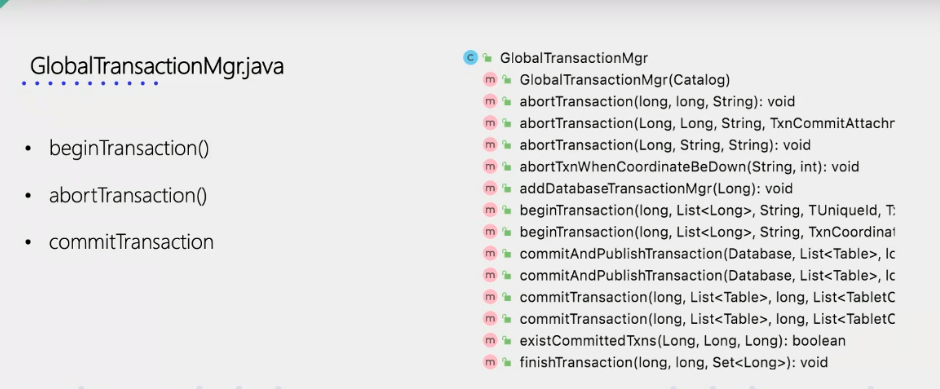 GlobalTransactionMgr.java
• beginTransaction()
• abortTransaction()
• commitTransaction
C GlobalTransactionMgr
m GlobalTransactionMgr(Catalog)
m abortTransaction(long, long, String): void
m abortTransaction(Long, Long, String, TxnCommitAttachr
m abortTransaction(Long, String, String): void
m abortTxnWhenCoordinateBeDown(String, int): void
m addDatabaseTransactionMgr(Long): void
m beginTransaction(long, List<Long>, String, TUniqueId, T
m beginTransaction(long, List<Long>, String, TxnCoordinat
m commitAndPublishTransaction(Database, List<Table>, lc
m commitAndPublishTransaction(Database, List<Table>, lc
m commitTransaction(long, List<Table>, long, List<TabletC
m commitTransaction(long, List<Table>, long, List<TabletC
m existCommittedTxns(Long, Long, Long): boolean
m finishTransaction(long, long, Set<Long>): void